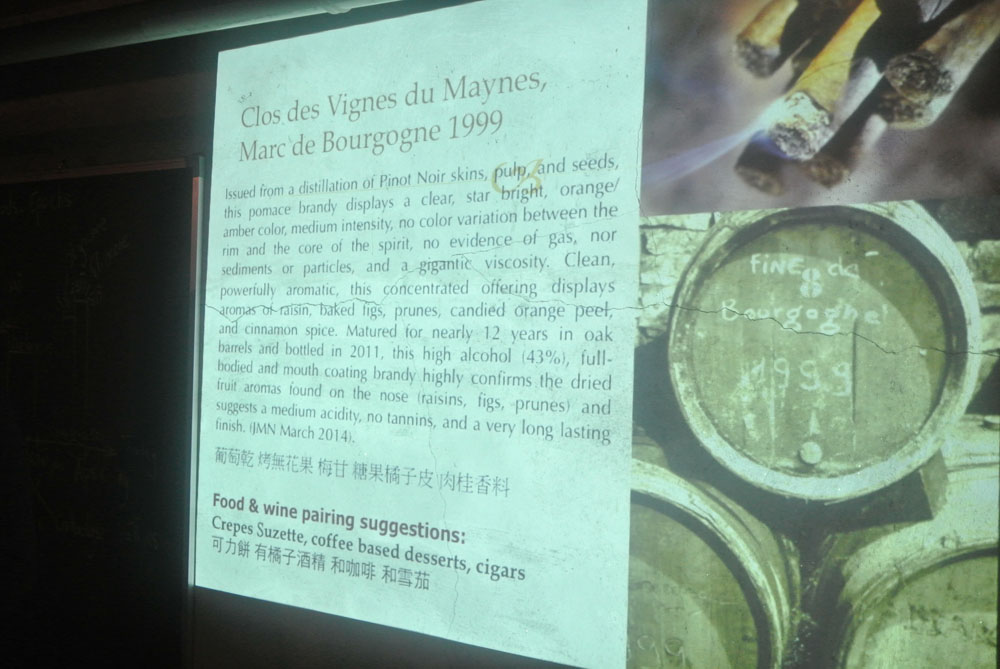 Clos des Vignes du Maynes,
Marc de Bourgogne 1999
Issued from a distillation of Pinot Noir skins, pulp, and seeds,
this pomace brandy displays a clear, star bright, orange/
amber color, medium intensity, no color variation between the
rim and the core of the spirit, no evidence of gas, nor
sediments or particles, and a gigantic viscosity. Clean,
powerfully aromatic, this concentrated offering displays
aromas of raisin, baked figs, prunes, candied orange peel,
and cinnamon spice. Matured for nearly 12 years in oak
barrels and bottled in 2011, this high alcohol (43%), full-
bodied and mouth coating brandy highly confirms the dried
fruit aromas found on the nose (raisins, figs, prunes) and
suggests a medium acidity, no tannins, and a very long lasting
finish. (JMN March 2014).
葡萄乾 烤無花果 梅甘 糖果橘子皮 肉桂香料
Food & wine pairing suggestions:
Crepes Suzette, coffee based desserts, cigars
可力餅 有橘子酒精 和咖啡 和雪茄
FINE de
Bourgogne
1999